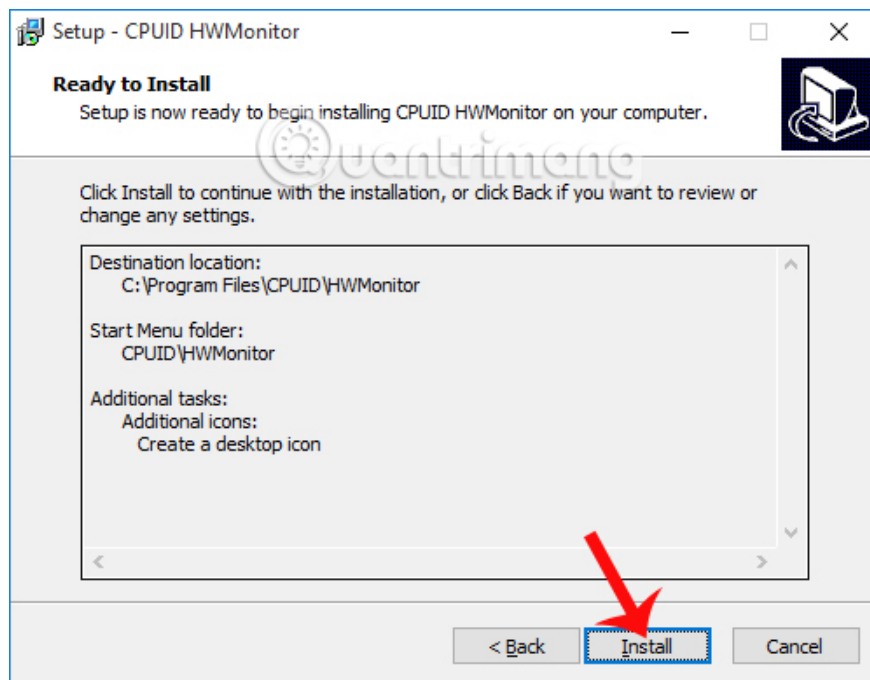 Setup - CPUID HWMonitor
Ready to Install
Setup is now ready to begin installing CPUID HWMonitor on your computer.
Quantrimang
Click Install to continue with the installation, or click Back if you want to review or
change any settings.
Destination location:
C:\Program Files\CPUID\HWMonitor
Start Menu folder:
CPUID\HWMonitor
Additional tasks:
Additional icons:
Create a desktop icon
< Back
Install
Cancel